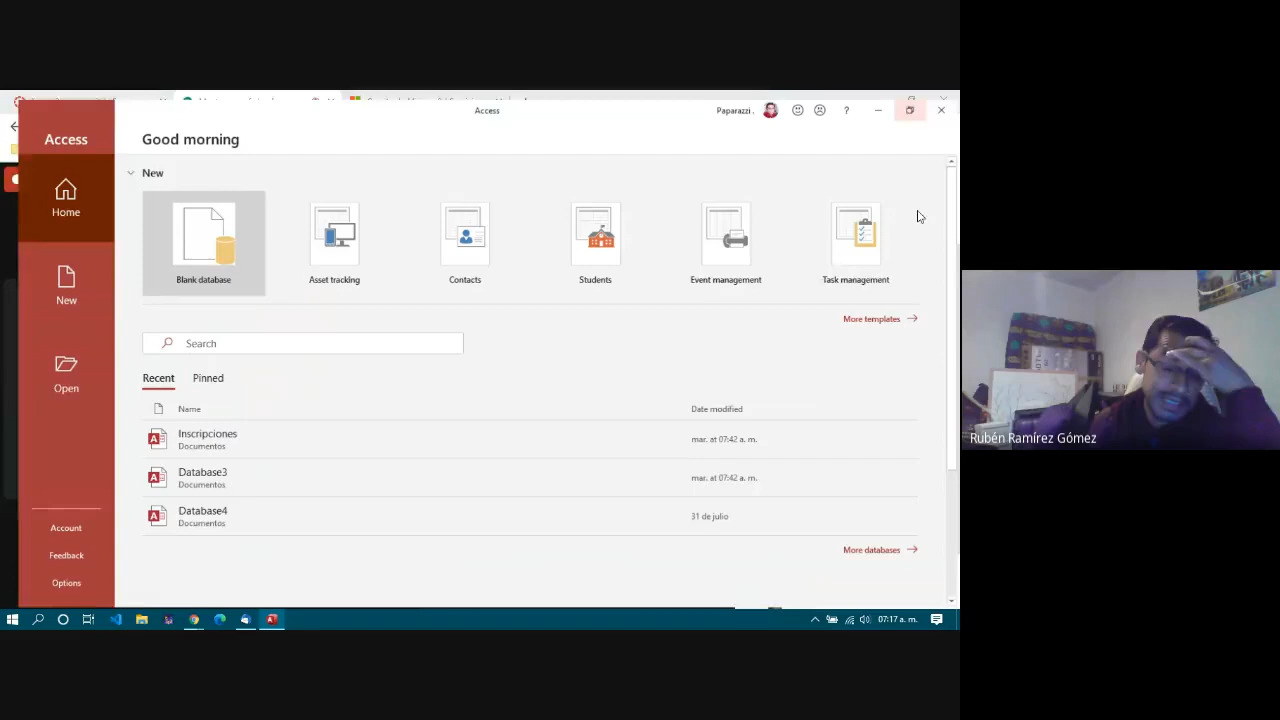 Access
Paparazzi .
?
Access
Good morning
Home
New
Open
Account
Feedback
Options
New
Blank database
Asset tracking
Contacts
Students
Event management
Task management
More templates
Search
Recent
Pinned
Name
Date modified
Inscripciones
Documentos
mar. at 07:42 a. m.
Database3
Documentos
mar. at 07:42 a. m.
Database4
Documentos
31 de julio
More databases
07:17 a. m.
Rubén Ramírez Gómez